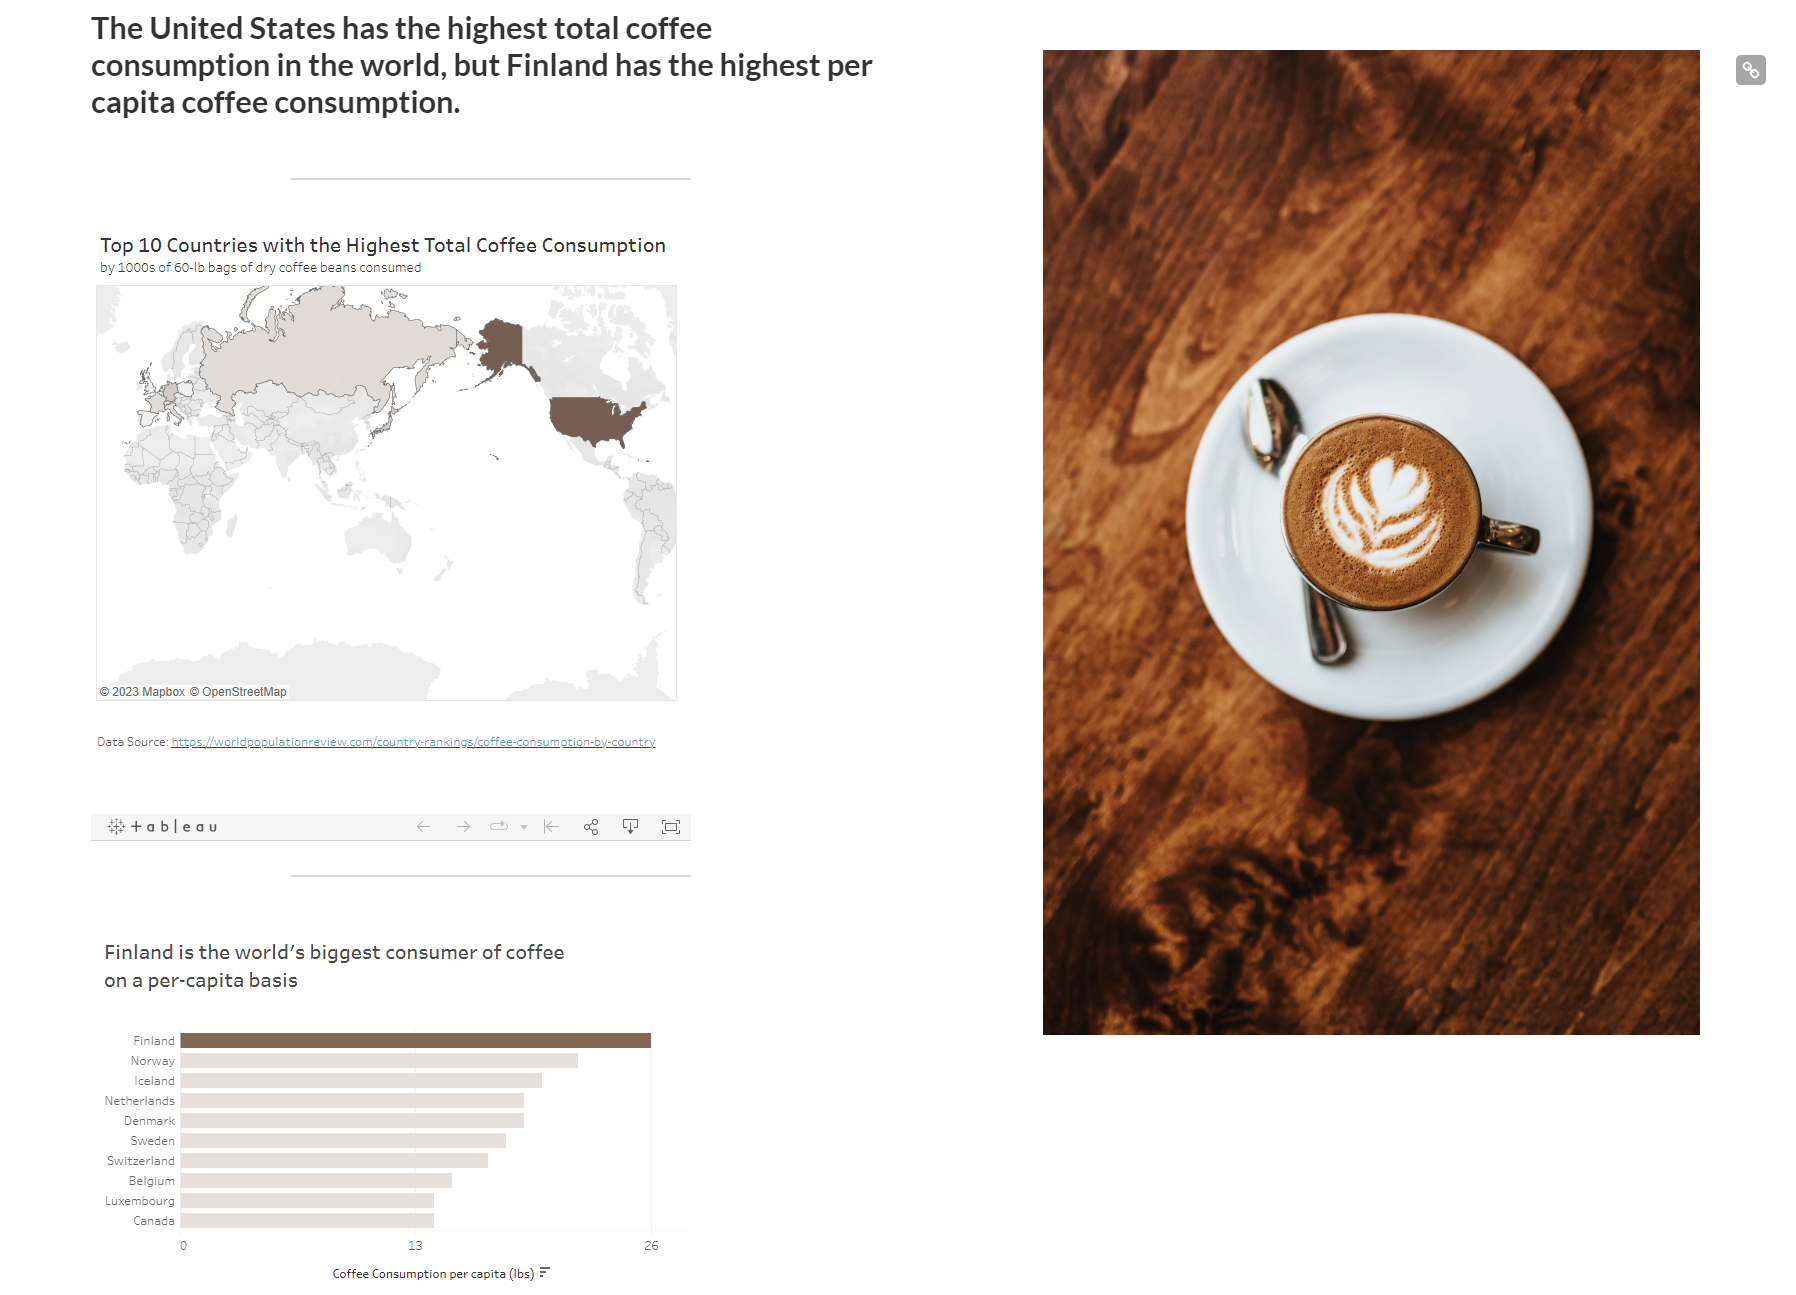 The United States has the highest total coffee
consumption in the world, but Finland has the highest per
capita coffee consumption.
Top 10 Countries with the Highest Total Coffee Consumption
by 1000s of 60-lb bags of dry coffee beans consumed
© 2023 Mapbox © OpenStreetMap
Data Source: https://worldpopulationreview.com/country-rankings/coffee-consumption-by-country
+ableau
Finland is the world's biggest consumer of coffee
on a per-capita basis
Finland
Norway
Iceland
Netherlands
Denmark
Sweden
Switzerland
Belgium
Luxembourg
Canada
0 13 26
Coffee Consumption per capita (lbs)